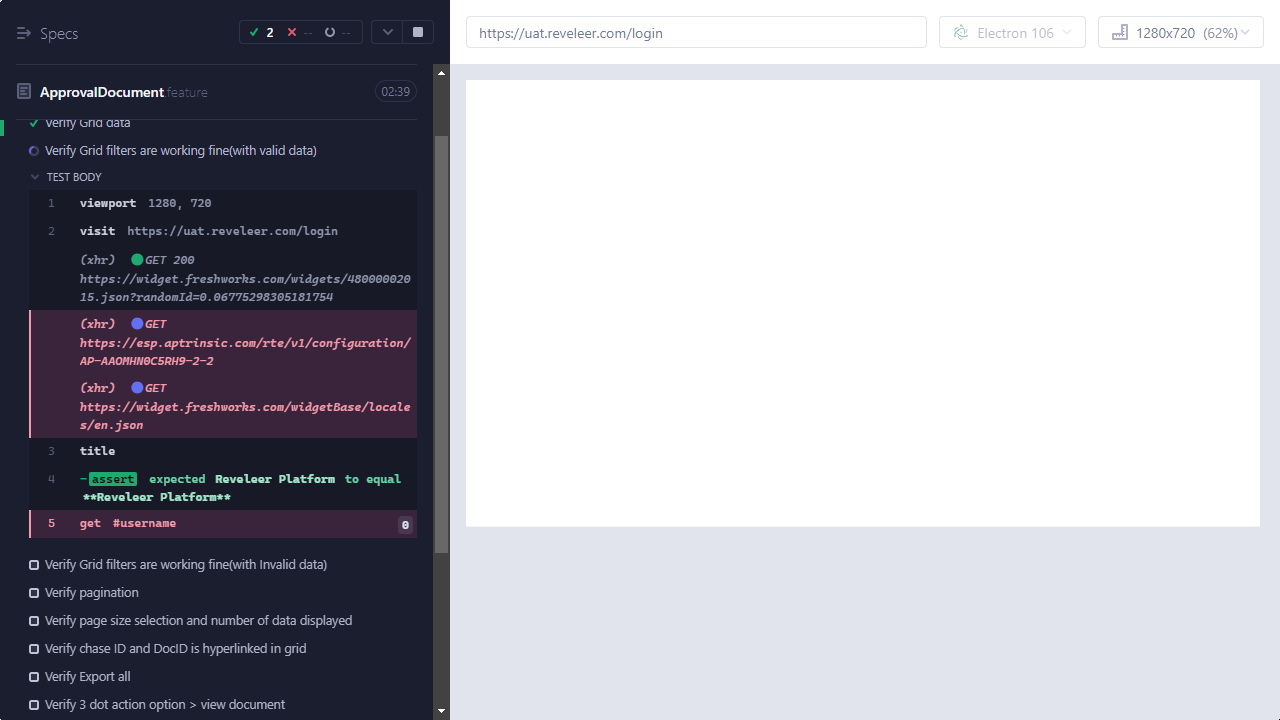 Specs
2
--
--
ApprovalDocument feature
02:39
Verify Grid data
Verify Grid filters are working fine(with valid data)
TEST BODY
1 viewport 1280, 720
2 visit https://uat.reveleer.com/login
(xhr) GET 200
https://widget.freshworks.com/widgets/480000020
15.json?randomId=0.06775298305181754
(xhr) GET
https://esp.aptrinsic.com/rte/v1/configuration/
AP-AAOMHN0C5RH9-2-2
(xhr) GET
https://widget.freshworks.com/widgetBase/locale
s/en.json
3 title
4 -assert expected Reveleer Platform to equal
**Reveleer Platform**
5 get #username 0
Verify Grid filters are working fine(with Invalid data)
Verify pagination
Verify page size selection and number of data displayed
Verify chase ID and DocID is hyperlinked in grid
Verify Export all
Verify 3 dot action option > view document
https://uat.reveleer.com/login
Electron 106
1280x720 (62%)